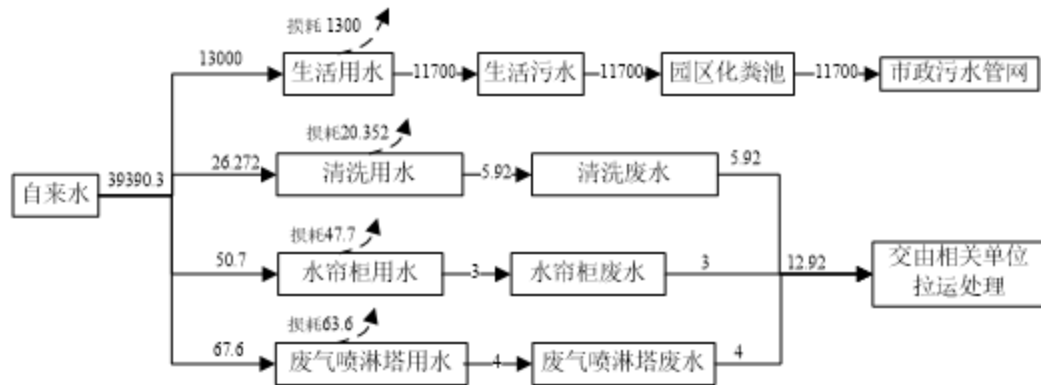 损耗 1300
13000
生活用水
11700
生活污水
11700
园区化粪池
11700
市政污水管网
损耗20.352
26.272
清洗用水
5.92
清洗废水
5.92
自来水
39390.3
损耗47.7
50.7
水帘柜用水
3
水帘柜废水
3
12.92
交由相关单位
拉运处理
损耗63.6
67.6
废气喷淋塔用水
4
废气喷淋塔废水
4